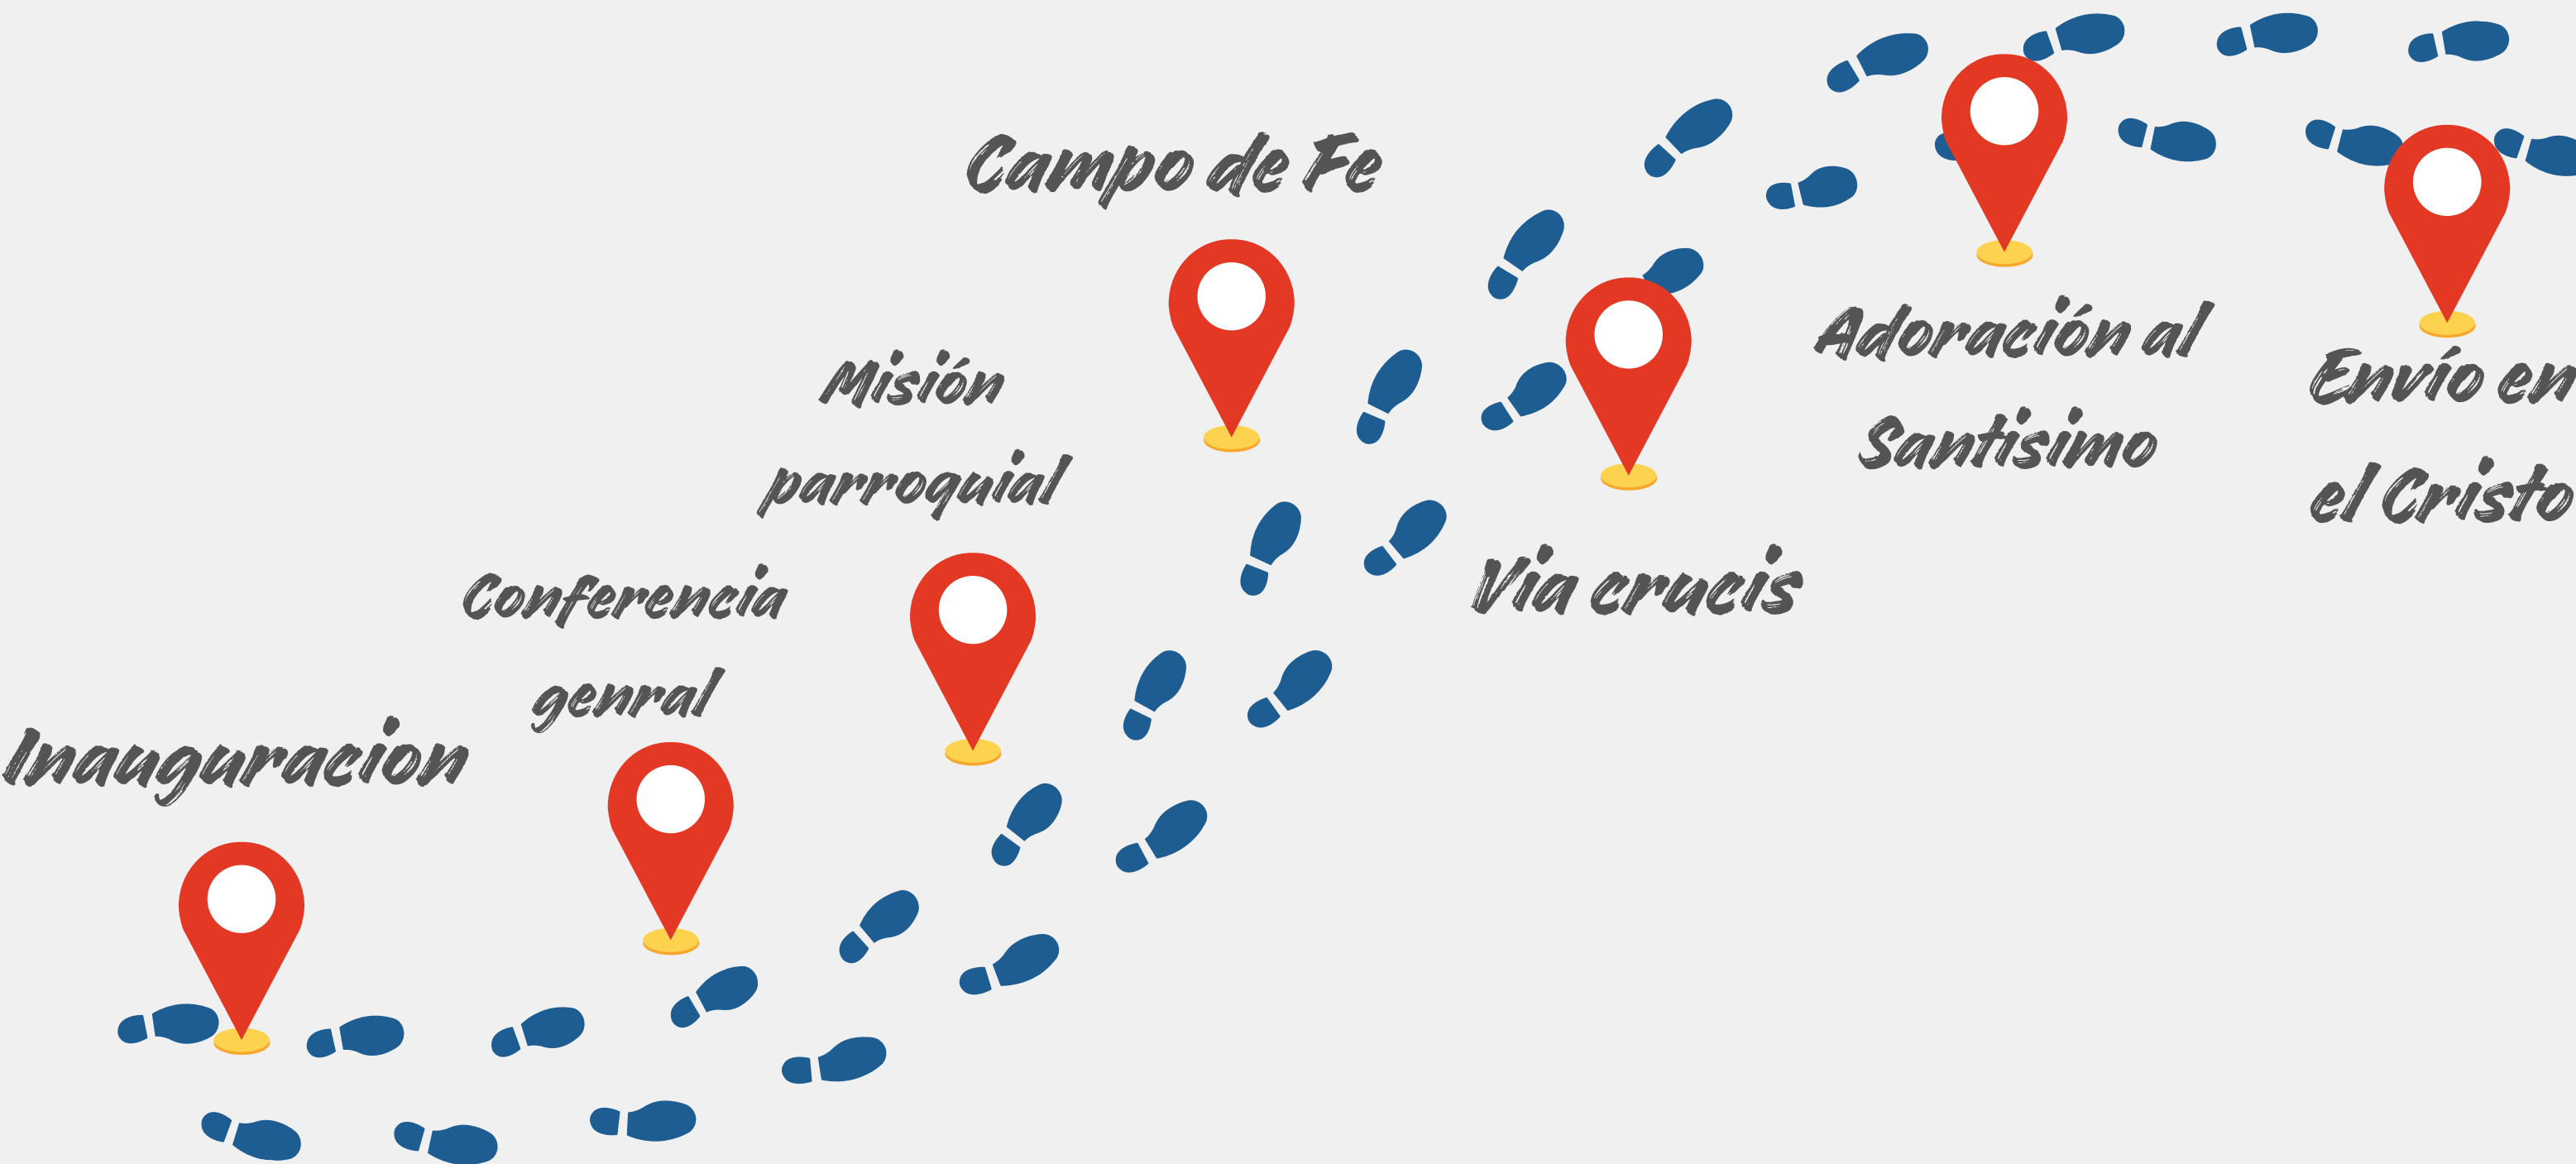 Inauguracion
Conferencia
genral
Misión
parroquial
Campo de Fe
Via crucis
Adoración al
Santisimo
Envío en
el Cristo